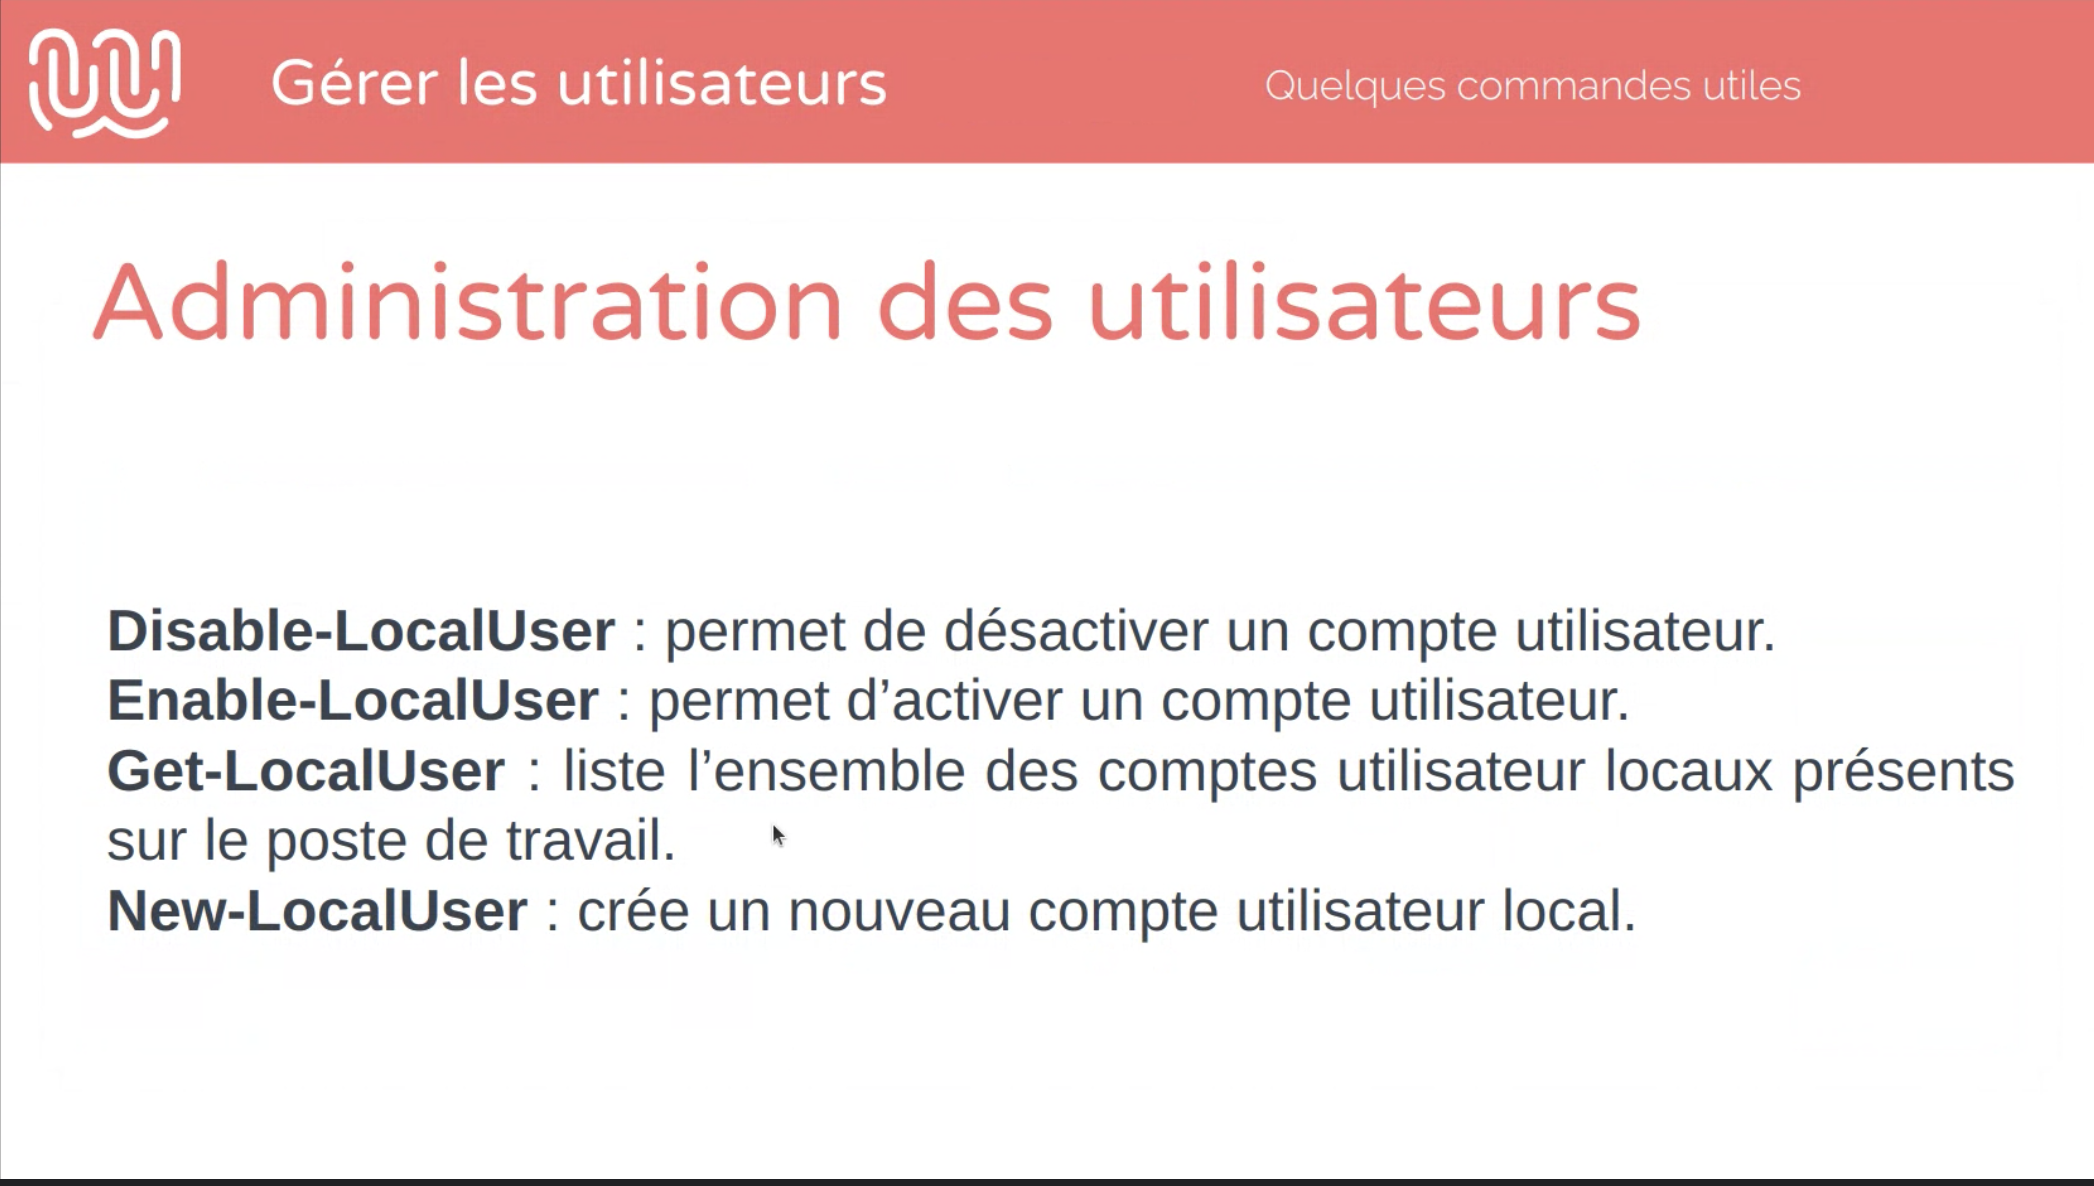 Gérer les utilisateurs
Quelques commandes utiles
Administration des utilisateurs
Disable-LocalUser : permet de désactiver un compte utilisateur.
Enable-LocalUser : permet d’activer un compte utilisateur.
Get-LocalUser : liste l’ensemble des comptes utilisateur locaux présents
sur le poste de travail.
New-LocalUser : crée un nouveau compte utilisateur local.